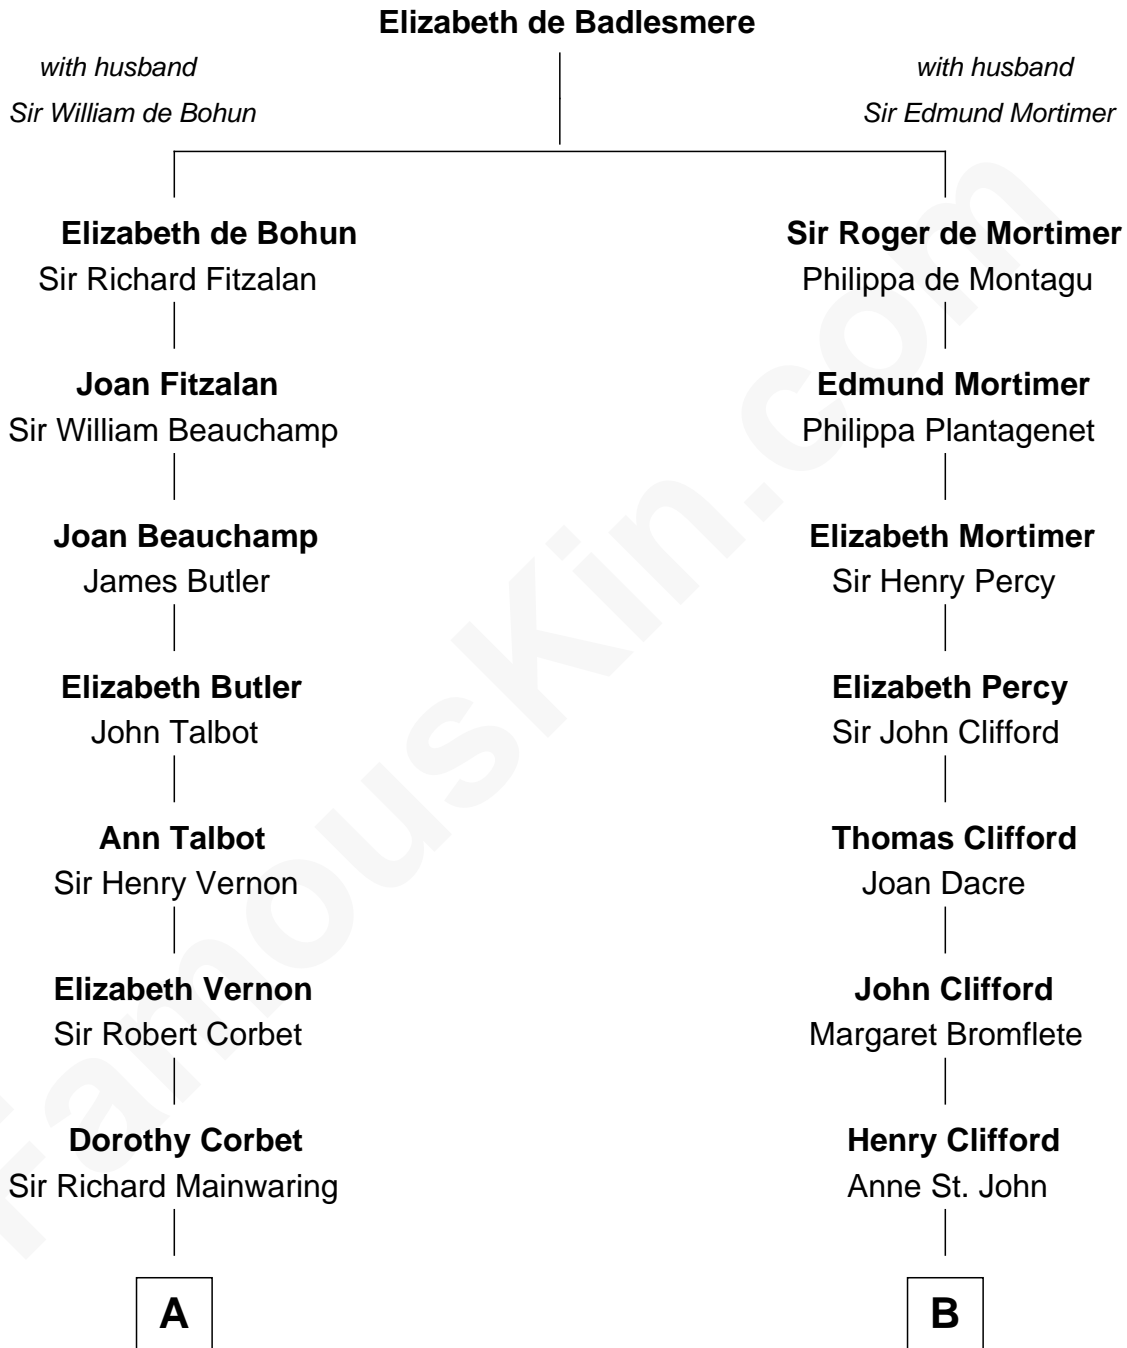 Elizabeth de Badlesmere
with husband
Sir William de Bohun
with husband
Sir Edmund Mortimer
Elizabeth de Bohun
Sir Richard Fitzalan
Sir Roger de Mortimer
Philippa de Montagu
Joan Fitzalan
Sir William Beauchamp
Edmund Mortimer
Philippa Plantagenet
Joan Beauchamp
James Butler
Elizabeth Mortimer
Sir Henry Percy
Elizabeth Butler
John Talbot
Elizabeth Percy
Sir John Clifford
Ann Talbot
Sir Henry Vernon
Thomas Clifford
Joan Dacre
Elizabeth Vernon
Sir Robert Corbet
John Clifford
Margaret Bromflete
Dorothy Corbet
Sir Richard Mainwaring
Henry Clifford
Anne St. John
A
B
FamousKin.com